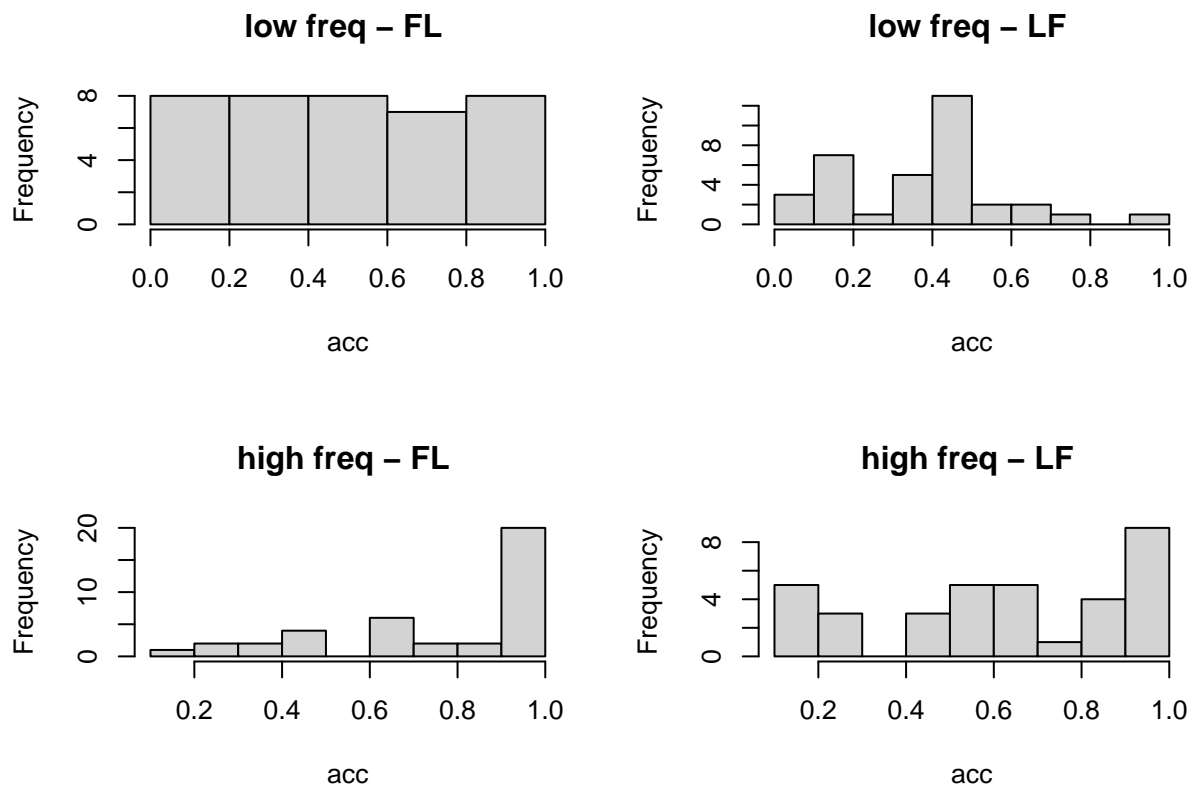 low freq – FL
Frequency
8
4
0
0.0 0.2 0.4 0.6 0.8 1.0
acc
low freq – LF
Frequency
8
4
0
0.0 0.2 0.4 0.6 0.8 1.0
acc
high freq – FL
Frequency
20
10
0
0.2 0.4 0.6 0.8 1.0
acc
high freq – LF
Frequency
8
4
0
0.2 0.4 0.6 0.8 1.0
acc